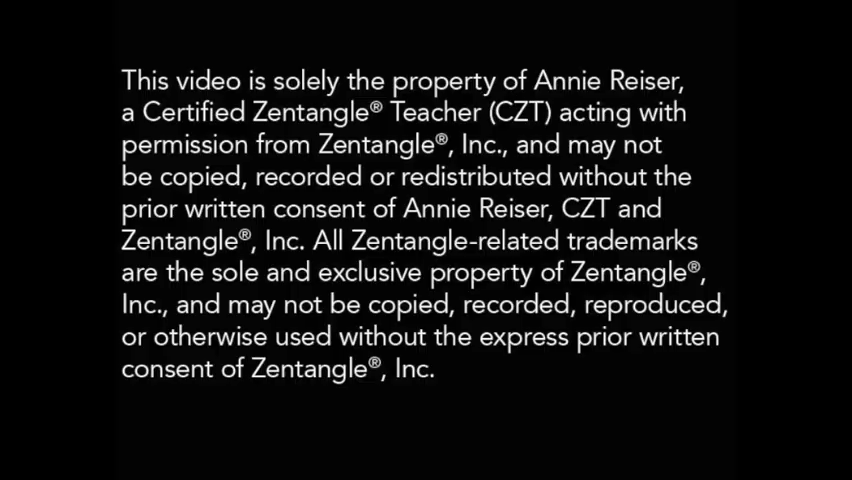 This video is solely the property of Annie Reiser,
a Certified Zentangle® Teacher (CZT) acting with
permission from Zentangle®, Inc., and may not
be copied, recorded or redistributed without the
prior written consent of Annie Reiser, CZT and
Zentangle®, Inc. All Zentangle-related trademarks
are the sole and exclusive property of Zentangle®,
Inc., and may not be copied, recorded, reproduced,
or otherwise used without the express prior written
consent of Zentangle®, Inc.